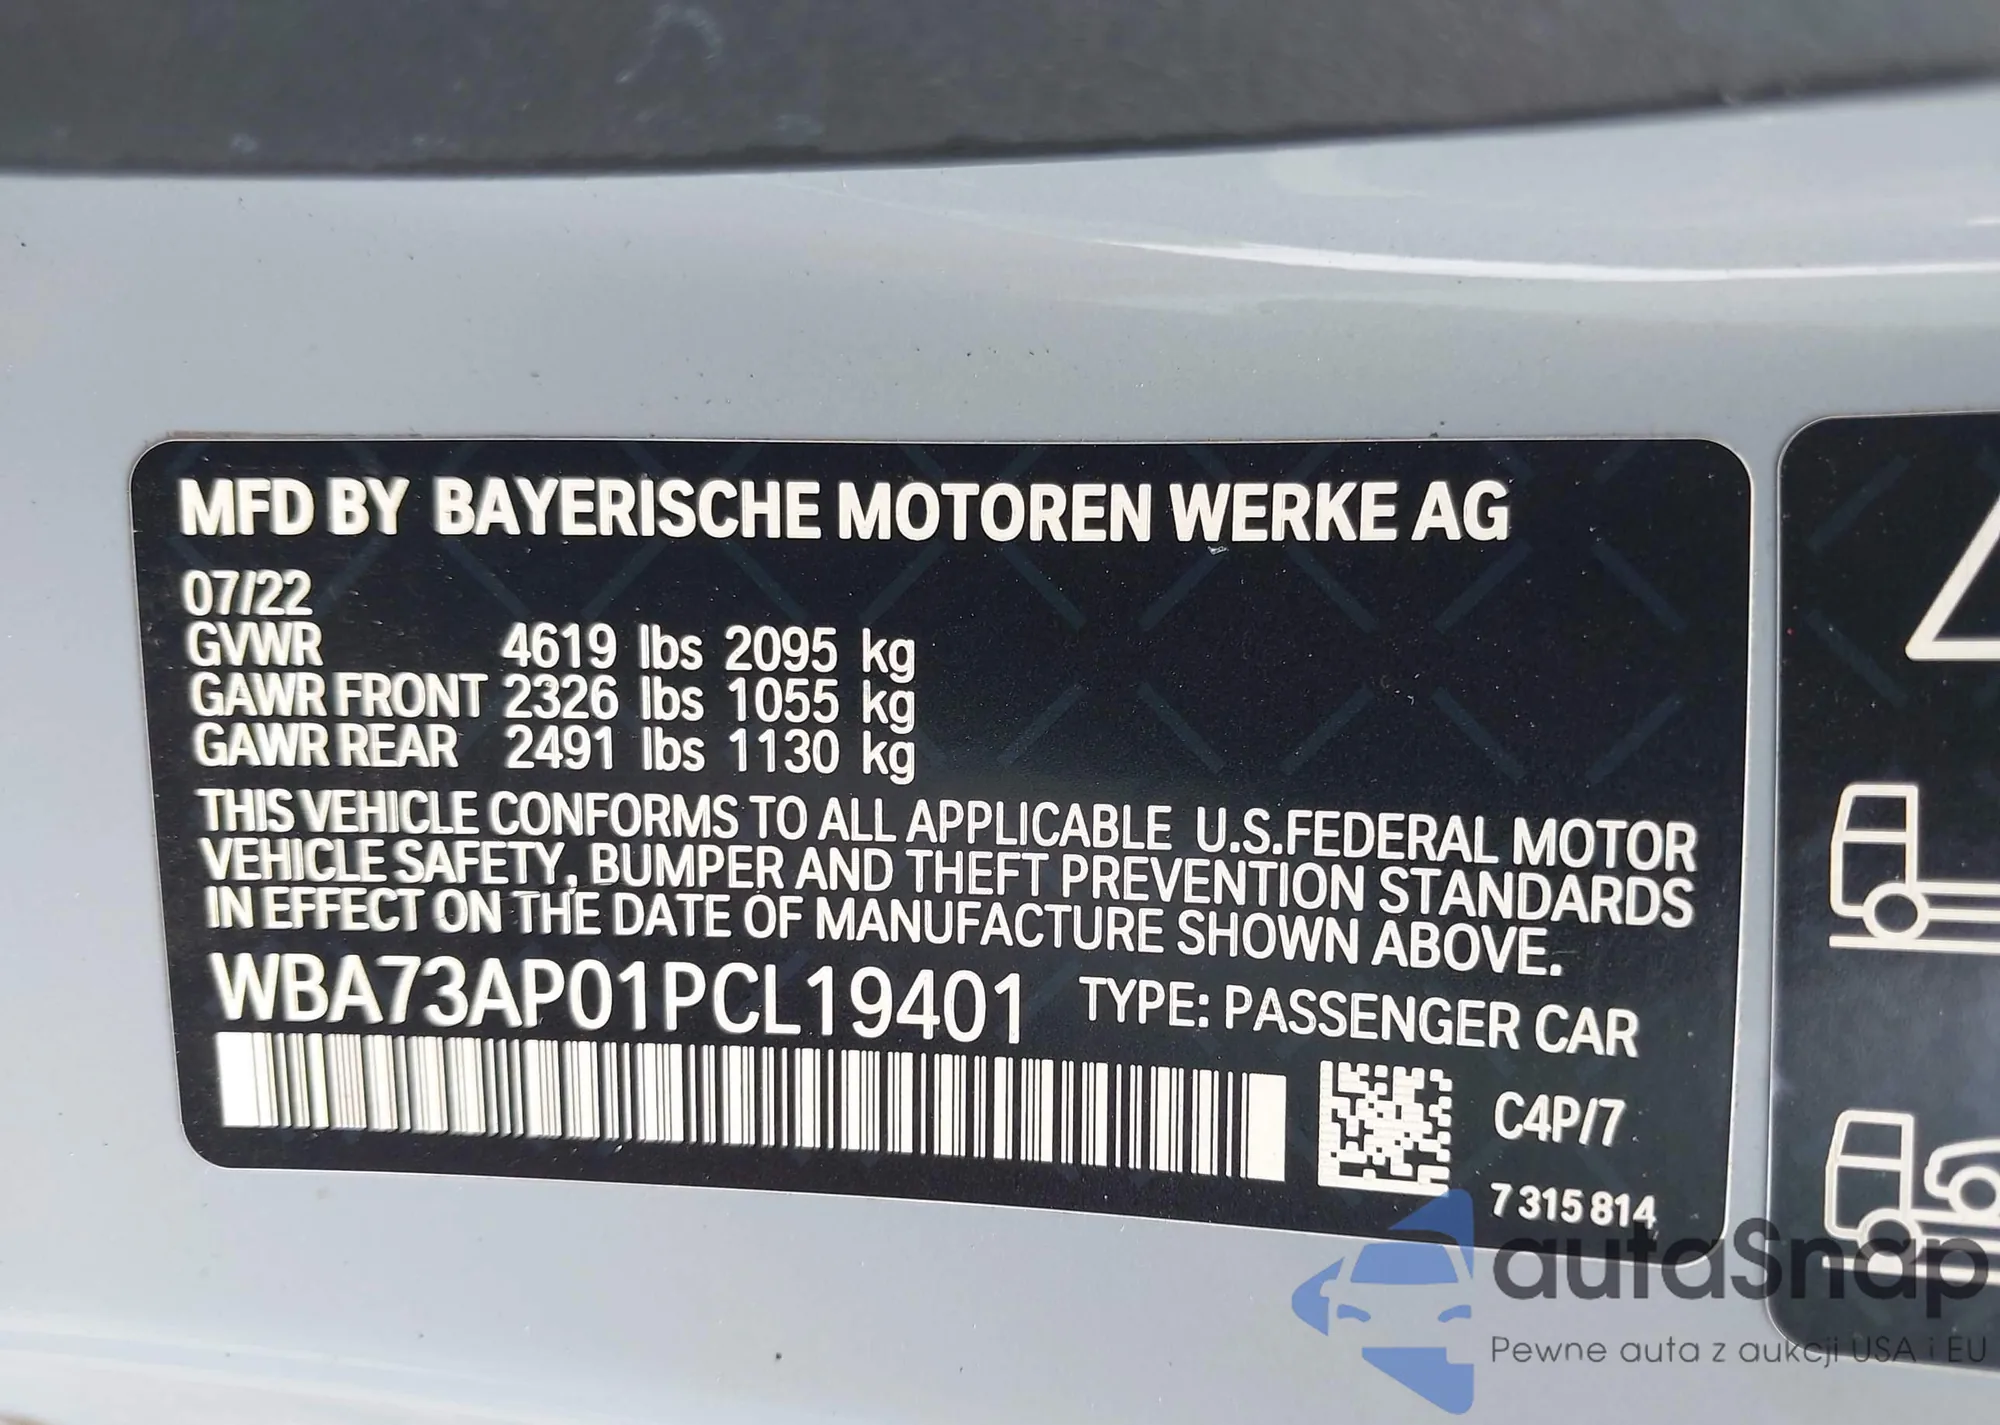 MFD BY BAYERISCHE MOTOREN WERKE AG
07/22
GVWR 4619 lbs 2095 kg
GAWR FRONT 2326 lbs 1055 kg
GAWR REAR 2491 lbs 1130 kg
THIS VEHICLE CONFORMS TO ALL APPLICABLE U.S.FEDERAL MOTOR
VEHICLE SAFETY, BUMPER AND THEFT PREVENTION STANDARDS
IN EFFECT ON THE DATE OF MANUFACTURE SHOWN ABOVE.
WBA73AP01PCL19401 TYPE: PASSENGER CAR
C4P/7
7 315 814
autaSnap
Pewne auta z aukcji USA i EU